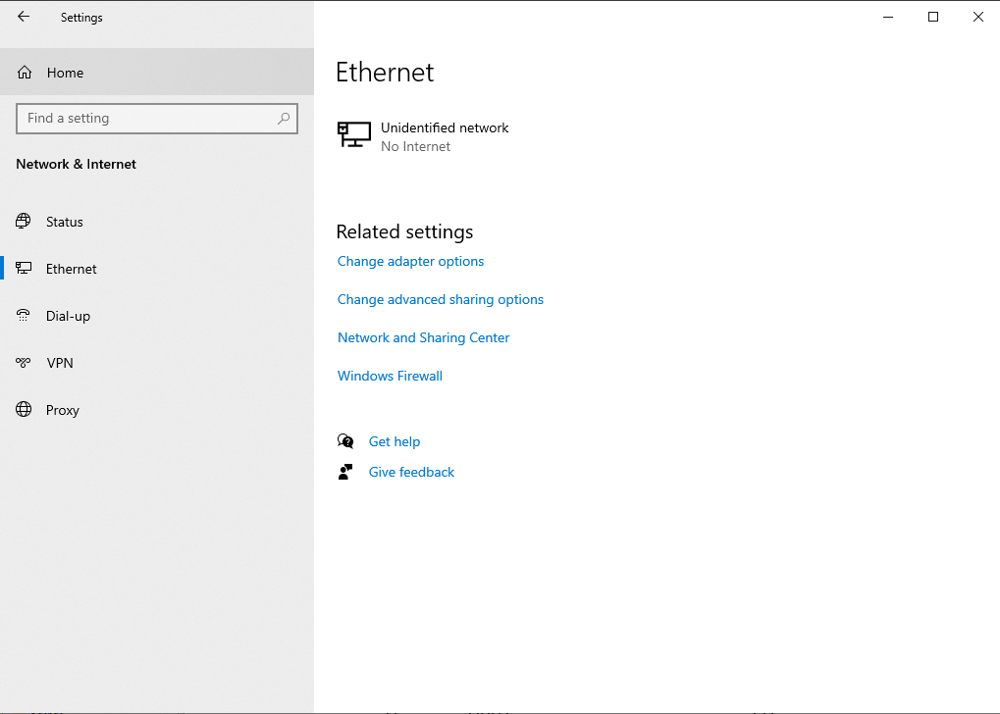 Settings
Home
Find a setting
Network & Internet
Status
Ethernet
Dial-up
VPN
Proxy
Ethernet
Unidentified network
No Internet
Related settings
Change adapter options
Change advanced sharing options
Network and Sharing Center
Windows Firewall
Get help
Give feedback